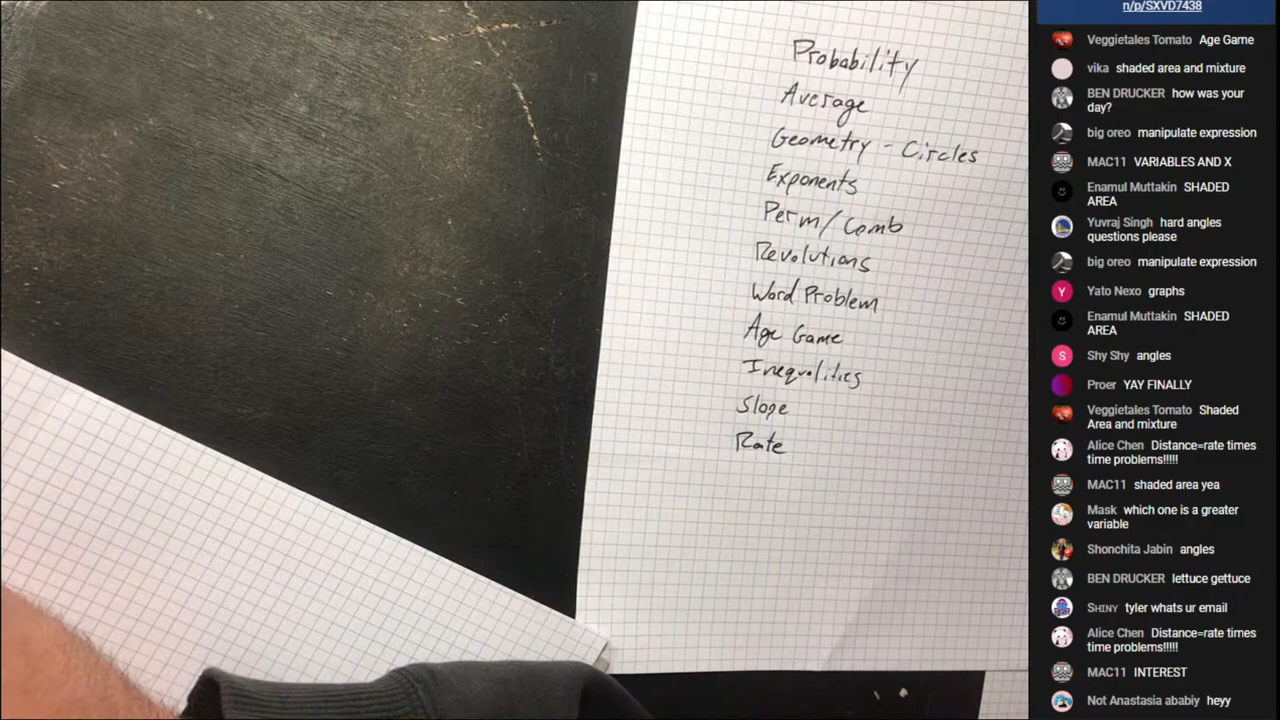 Probability
Average
Geometry - Circles
Exponents
Perm/Comb
Revolutions
Word Problem
Age Game
Inequalities
Slope
Rate
n/p/SXVD7438
Veggietales Tomato Age Game
vika shaded area and mixture
BEN DRUCKER how was your
day?
big oreo manipulate expression
MAC11 VARIABLES AND X
Enamul Muttakin SHADED
AREA
Yuvraj Singh hard angles
questions please
big oreo manipulate expression
Y
Yato Nexo graphs
Enamul Muttakin SHADED
AREA
S
Shy Shy angles
Proer YAY FINALLY
Veggietales Tomato Shaded
Area and mixture
Alice Chen Distance=rate times
time problems!!!!!
MAC11 shaded area yea
Mask which one is a greater
variable
Shonchita Jabin angles
BEN DRUCKER lettuce gettuce
Sʜɪɴʏ tyler whats ur email
Alice Chen Distance=rate times
time problems!!!!!
MAC11 INTEREST
Not Anastasia ababiy heyy